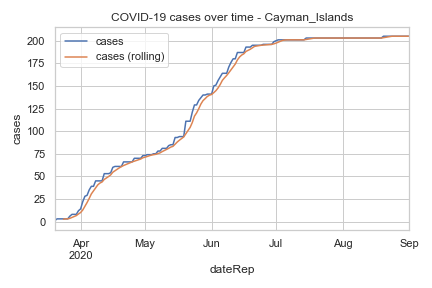 COVID-19 cases over time - Cayman_Islands
cases
cases (rolling)
cases
200
175
150
125
100
75
50
25
0
Apr
2020
May
Jun
Jul
Aug
Sep
dateRep